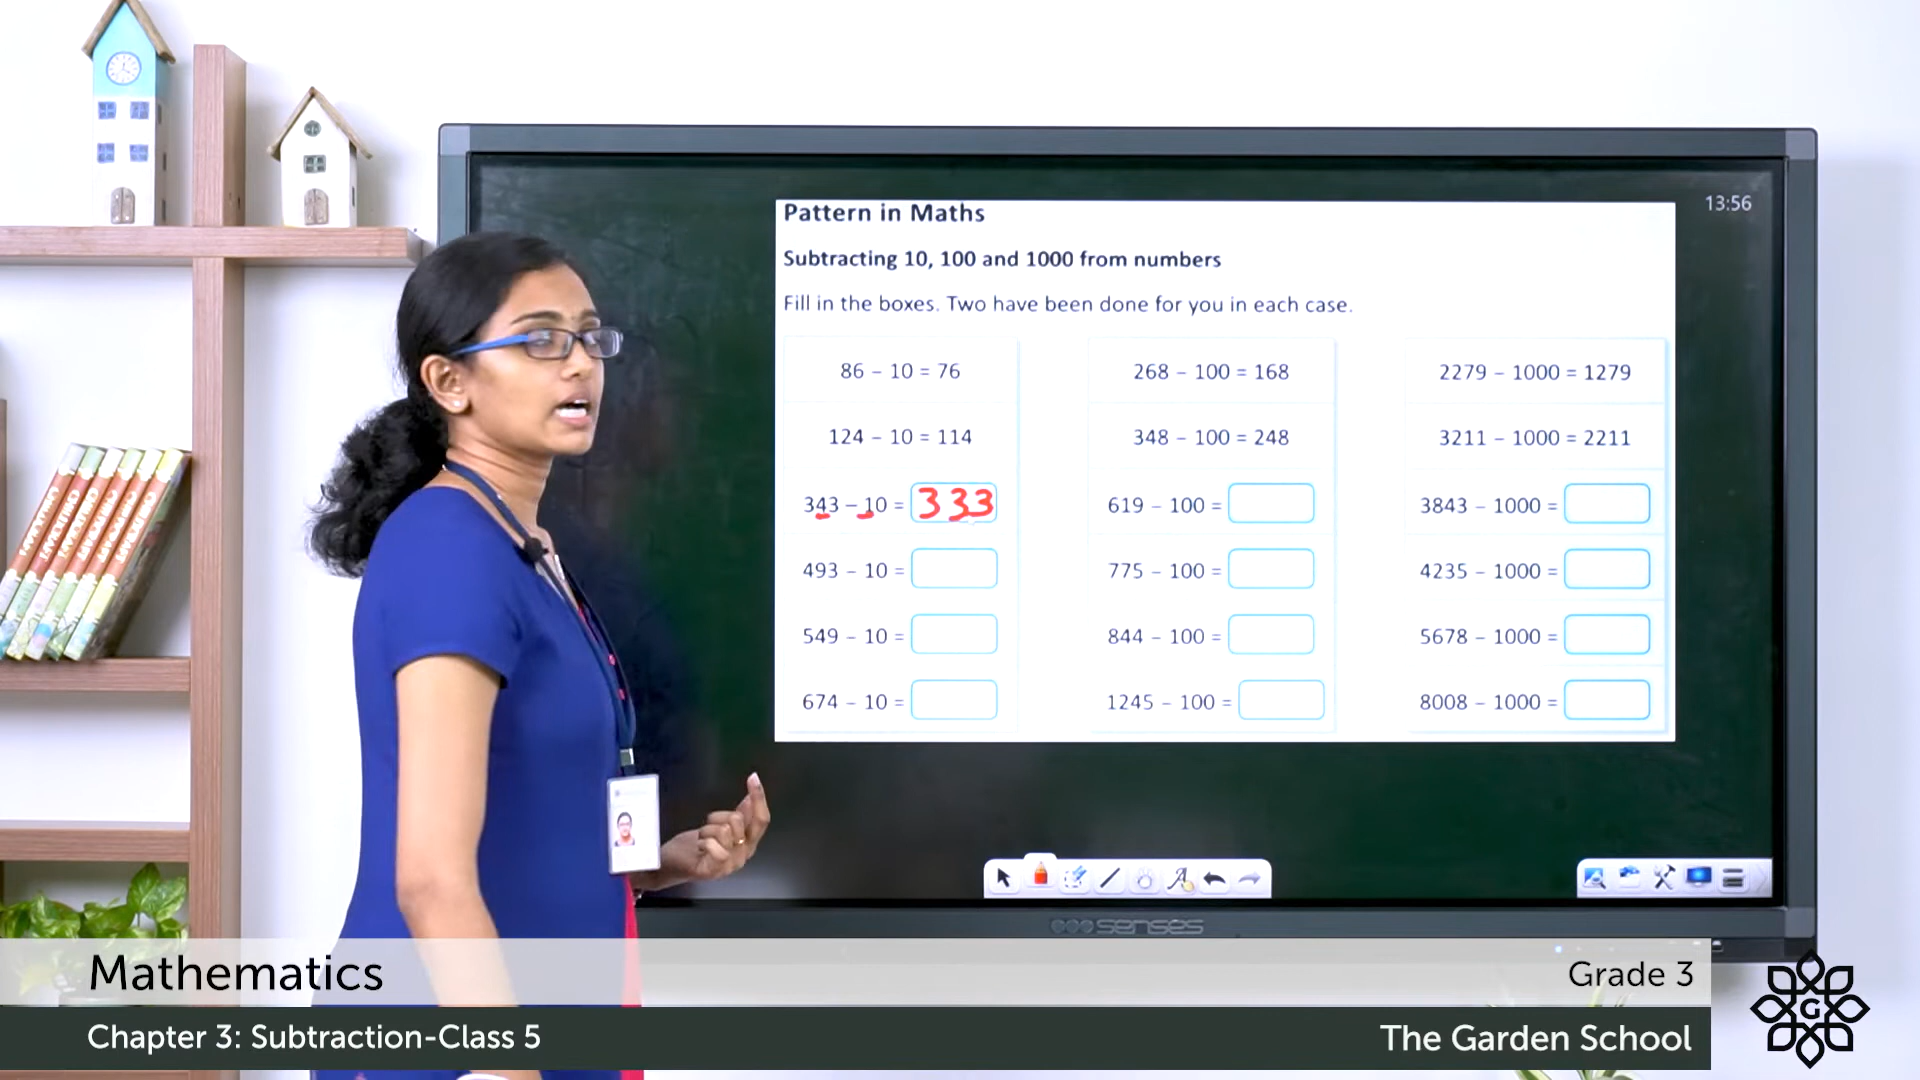 13:56
Pattern in Maths
Subtracting 10, 100 and 1000 from numbers
Fill in the boxes. Two have been done for you in each case.
86 – 10 = 76
124 – 10 = 114
343 – 10 = 333
493 – 10 =
549 – 10 =
674 – 10 =
268 – 100 = 168
348 – 100 = 248
619 – 100 =
775 – 100 =
844 – 100 =
1245 – 100 =
2279 – 1000 = 1279
3211 – 1000 = 2211
3843 – 1000 =
4235 – 1000 =
5678 – 1000 =
8008 – 1000 =
senses
Mathematics
Grade 3
Chapter 3: Subtraction-Class 5
The Garden School
G